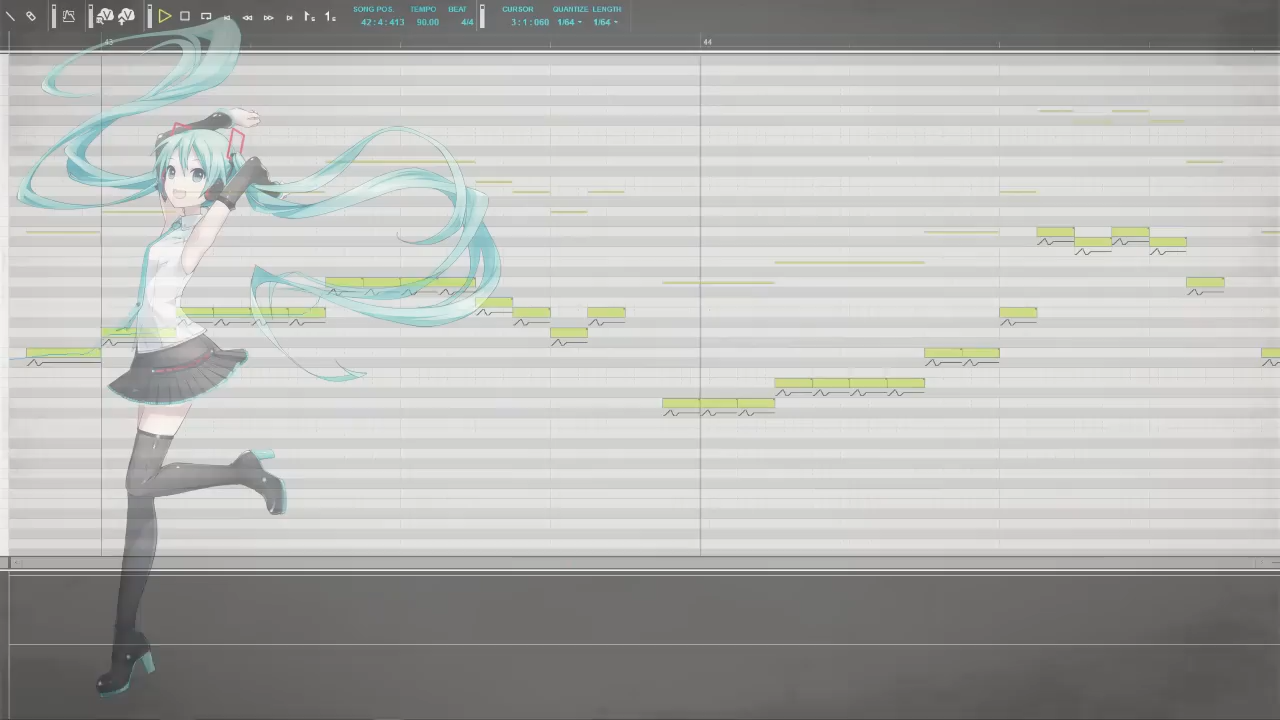 SONG POS. TEMPO BEAT CURSOR QUANTIZE LENGTH
42:4:413 90.00 4/4 3:1:060 1/64 1/64
43 44